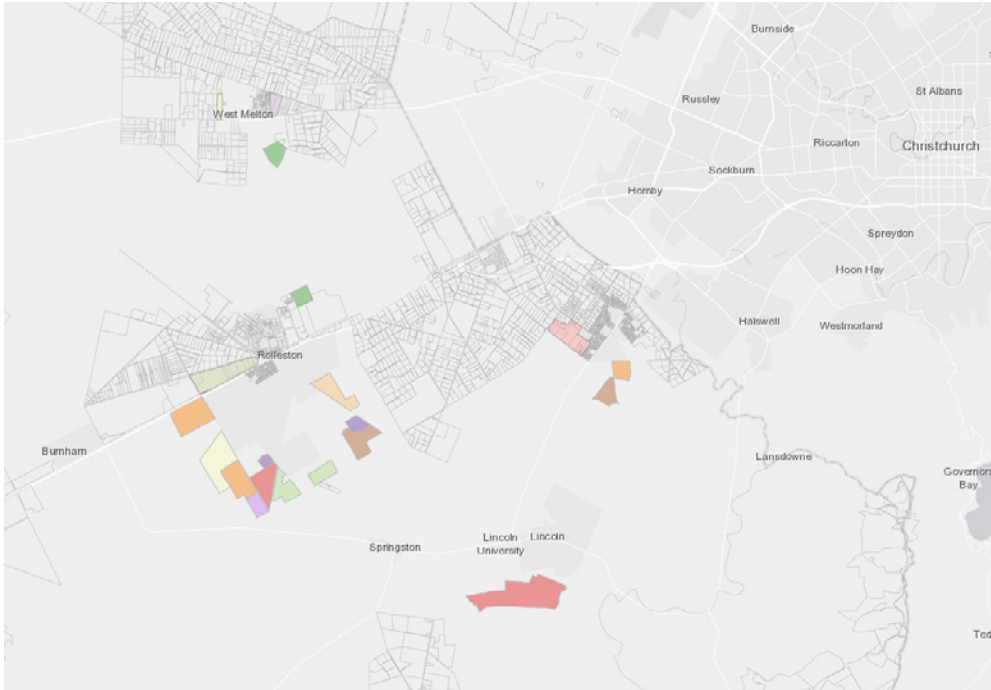 Burnside
St Albans
Russley
West Melton
Riccarton
Christchurch
Sockburn
Hornby
Spreydon
Hoon Hay
Halswell
Westmorland
Rolleston
Burnham
Lansdowne
Governors
Bay
Lincoln
University
Lincoln
Springston
Ted